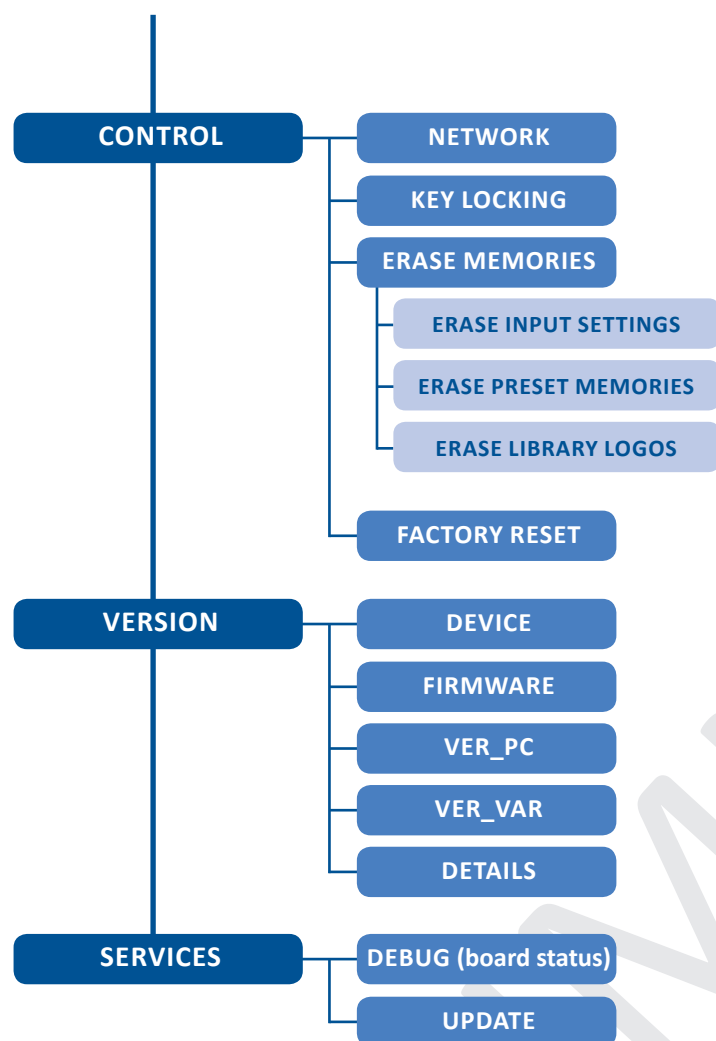 CONTROL
NETWORK
KEY LOCKING
ERASE MEMORIES
ERASE INPUT SETTINGS
ERASE PRESET MEMORIES
ERASE LIBRARY LOGOS
FACTORY RESET
VERSION
DEVICE
FIRMWARE
VER_PC
VER_VAR
DETAILS
SERVICES
DEBUG (board status)
UPDATE